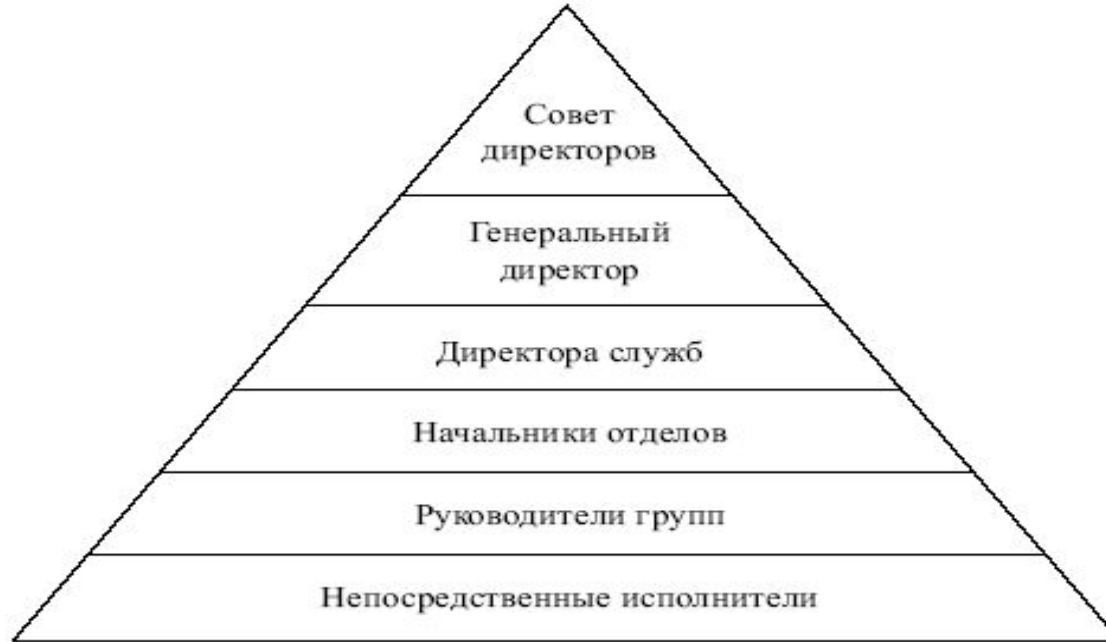 Совет
директоров
Генеральный
директор
Директора служб
Начальники отделов
Руководители групп
Непосредственные исполнители